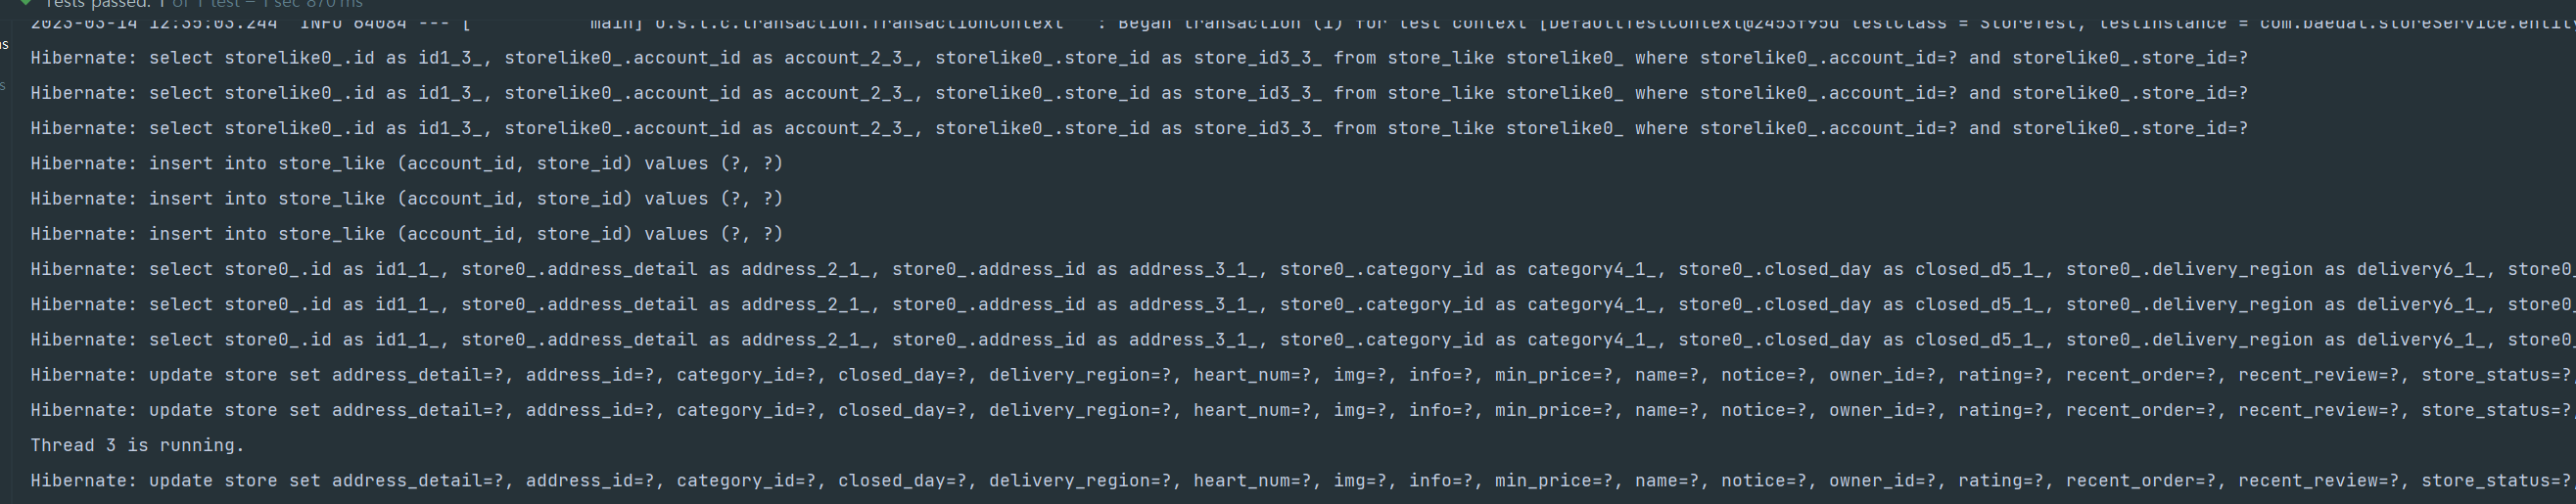 Tests passed: 1 of 1 test – 1 sec 870 ms
2023-03-14 12:35:03.244  INFO 64084 --- [           main] o.s.t.c.transaction.TransactionContext   : Began transaction (1) for test context [DefaultTestContext@2453f95d testClass = StoreTest, testInstance = com.baedal.storeService.entity
Hibernate: select storelike0_.id as id1_3_, storelike0_.account_id as account_2_3_, storelike0_.store_id as store_id3_3_ from store_like storelike0_ where storelike0_.account_id=? and storelike0_.store_id=?
Hibernate: select storelike0_.id as id1_3_, storelike0_.account_id as account_2_3_, storelike0_.store_id as store_id3_3_ from store_like storelike0_ where storelike0_.account_id=? and storelike0_.store_id=?
Hibernate: select storelike0_.id as id1_3_, storelike0_.account_id as account_2_3_, storelike0_.store_id as store_id3_3_ from store_like storelike0_ where storelike0_.account_id=? and storelike0_.store_id=?
Hibernate: insert into store_like (account_id, store_id) values (?, ?)
Hibernate: insert into store_like (account_id, store_id) values (?, ?)
Hibernate: insert into store_like (account_id, store_id) values (?, ?)
Hibernate: select store0_.id as id1_1_, store0_.address_detail as address_2_1_, store0_.address_id as address_3_1_, store0_.category_id as category4_1_, store0_.closed_day as closed_d5_1_, store0_.delivery_region as delivery6_1_, store0_
Hibernate: select store0_.id as id1_1_, store0_.address_detail as address_2_1_, store0_.address_id as address_3_1_, store0_.category_id as category4_1_, store0_.closed_day as closed_d5_1_, store0_.delivery_region as delivery6_1_, store0_
Hibernate: select store0_.id as id1_1_, store0_.address_detail as address_2_1_, store0_.address_id as address_3_1_, store0_.category_id as category4_1_, store0_.closed_day as closed_d5_1_, store0_.delivery_region as delivery6_1_, store0_
Hibernate: update store set address_detail=?, address_id=?, category_id=?, closed_day=?, delivery_region=?, heart_num=?, img=?, info=?, min_price=?, name=?, notice=?, owner_id=?, rating=?, recent_order=?, recent_review=?, store_status=?,
Hibernate: update store set address_detail=?, address_id=?, category_id=?, closed_day=?, delivery_region=?, heart_num=?, img=?, info=?, min_price=?, name=?, notice=?, owner_id=?, rating=?, recent_order=?, recent_review=?, store_status=?,
Thread 3 is running.
Hibernate: update store set address_detail=?, address_id=?, category_id=?, closed_day=?, delivery_region=?, heart_num=?, img=?, info=?, min_price=?, name=?, notice=?, owner_id=?, rating=?, recent_order=?, recent_review=?, store_status=?,